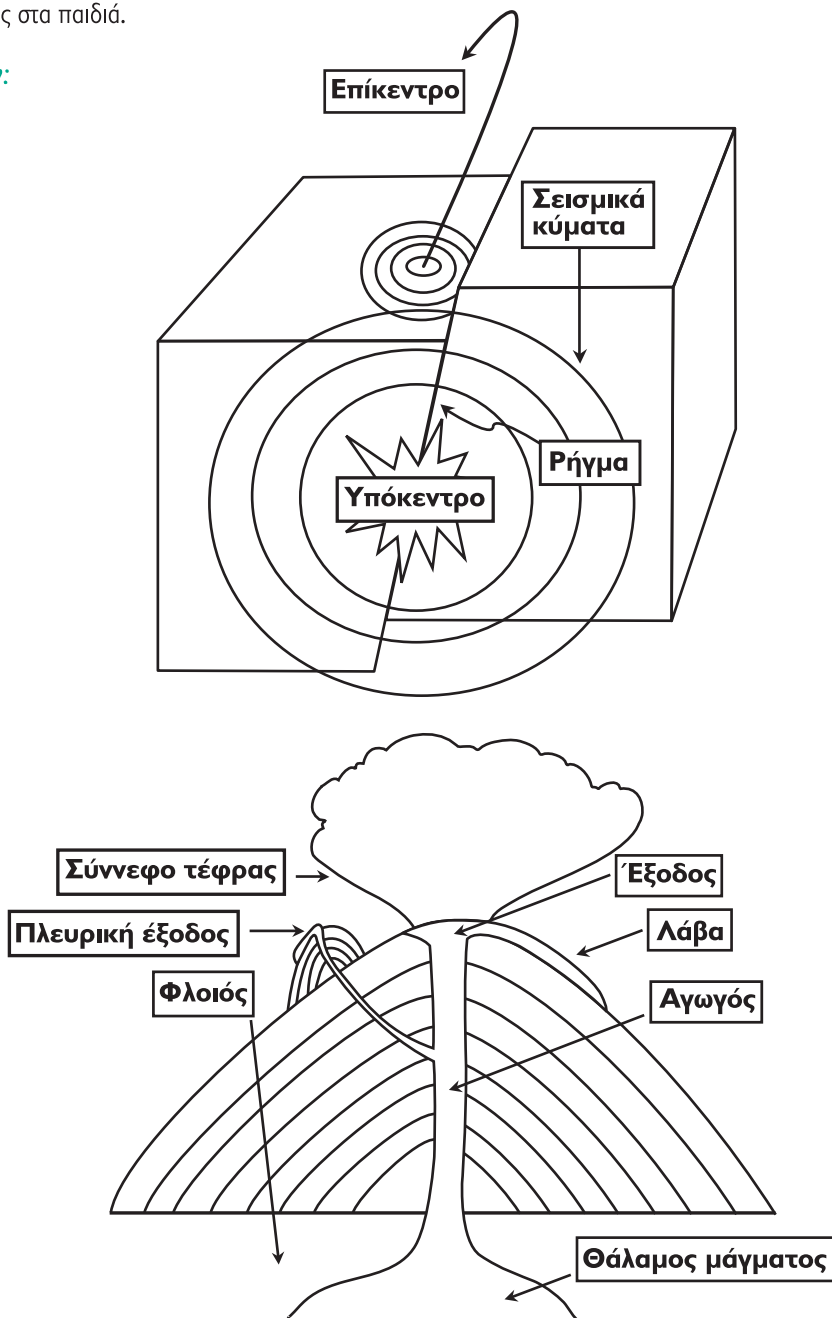 ς στα παιδιά.
Επίκεντρο
Σεισμικά
κύματα
Ρήγμα
Υπόκεντρο
Σύννεφο τέφρας
Έξοδος
Πλευρική έξοδος
Λάβα
Φλοιός
Αγωγός
Θάλαμος μάγματος